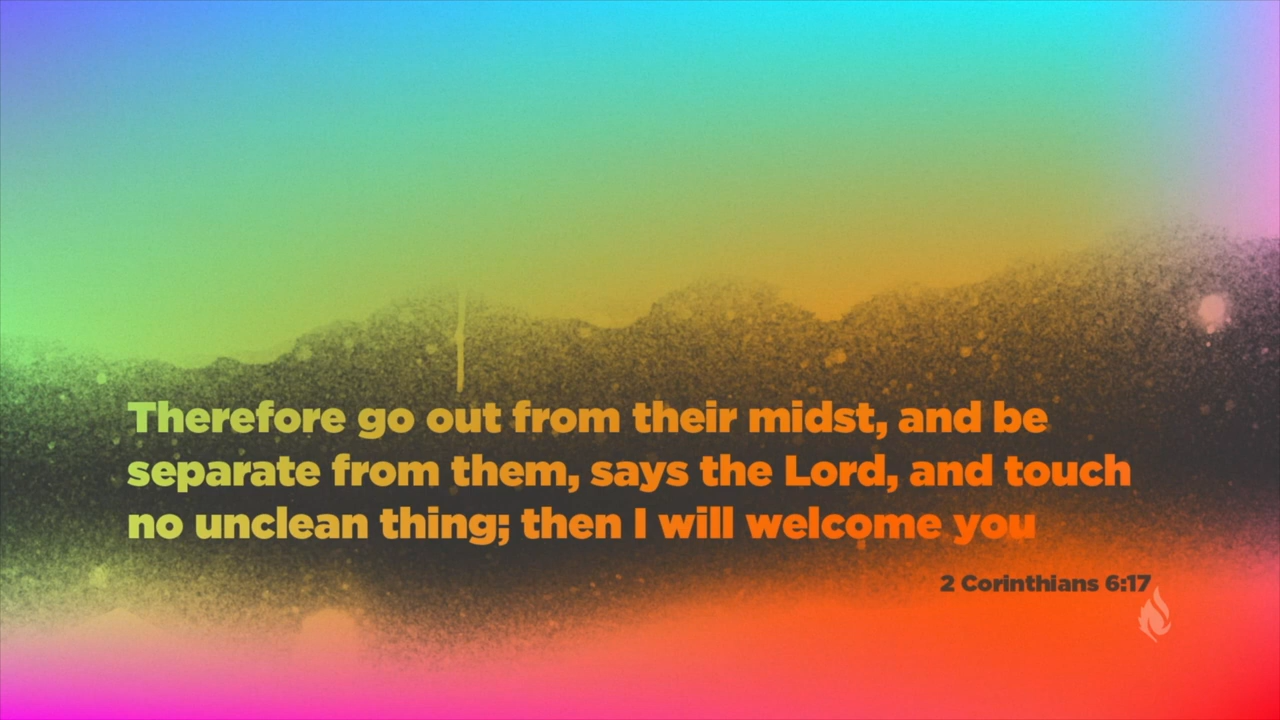 Therefore go out from their midst, and be
separate from them, says the Lord, and touch
no unclean thing; then I will welcome you
2 Corinthians 6:17